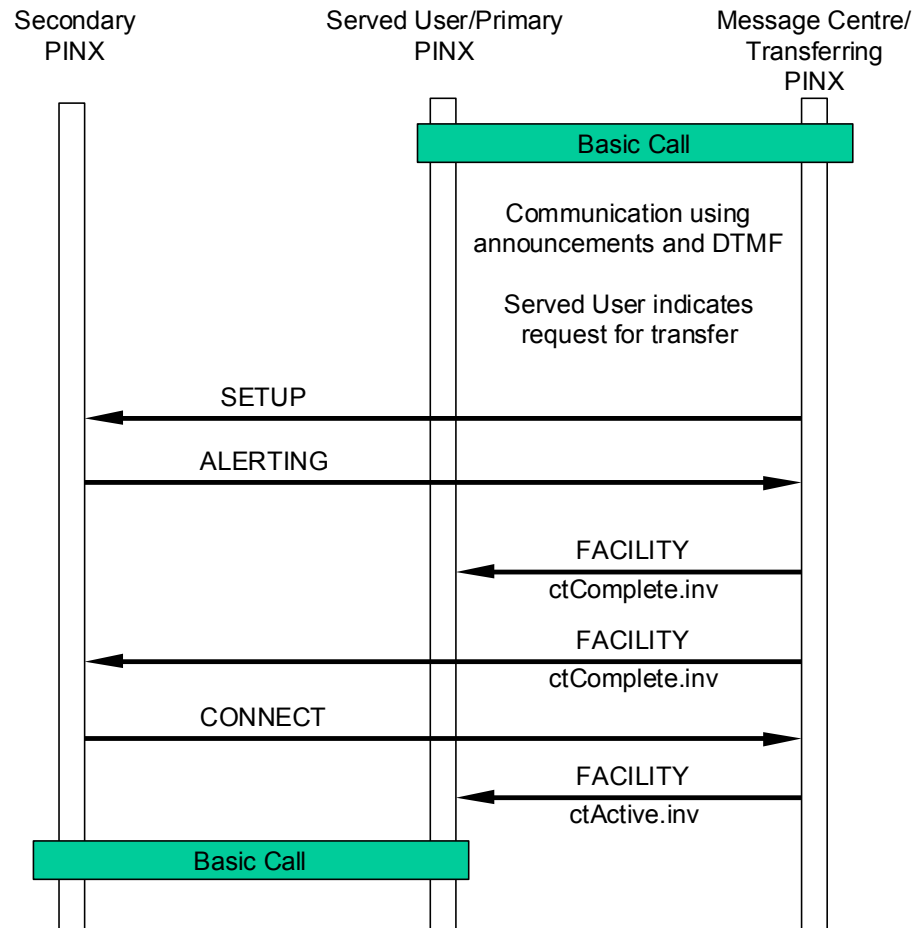 Secondary
PINX
Served User/Primary
PINX
Message Centre/
Transferring
PINX
Basic Call
Communication using
announcements and DTMF
Served User indicates
request for transfer
SETUP
ALERTING
FACILITY
ctComplete.inv
FACILITY
ctComplete.inv
CONNECT
FACILITY
ctActive.inv
Basic Call